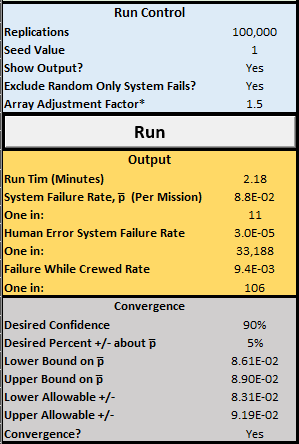 Run Control
Replications 100,000
Seed Value 1
Show Output? Yes
Exclude Random Only System Fails? Yes
Array Adjustment Factor* 1.5
Run
Output
Run Tim (Minutes) 2.18
System Failure Rate, p̅ (Per Mission) 8.8E-02
One in: 11
Human Error System Failure Rate 3.0E-05
One in: 33,188
Failure While Crewed Rate 9.4E-03
One in: 106
Convergence
Desired Confidence 90%
Desired Percent +/- about p̅ 5%
Lower Bound on p̅ 8.61E-02
Upper Bound on p̅ 8.90E-02
Lower Allowable +/- 8.31E-02
Upper Allowable +/- 9.19E-02
Convergence? Yes